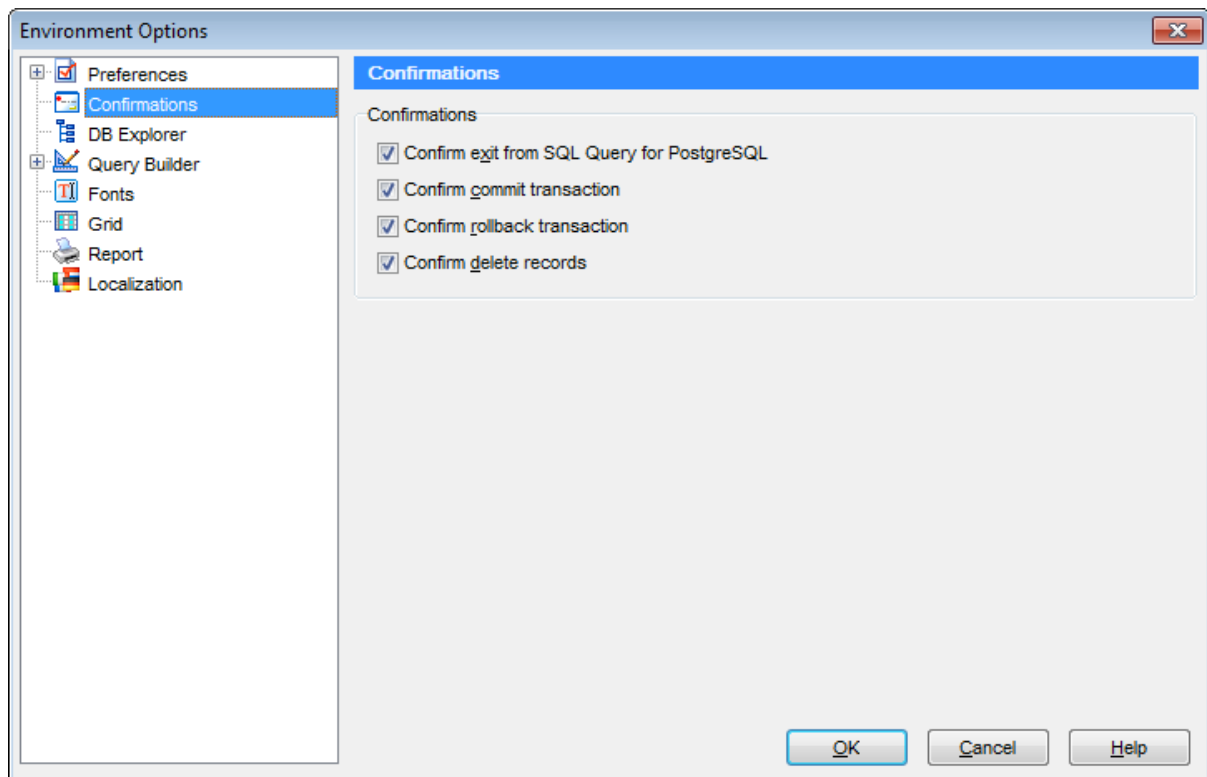 Environment Options
Preferences
Confirmations
DB Explorer
Query Builder
Fonts
Grid
Report
Localization
Confirmations
Confirmations
Confirm exit from SQL Query for PostgreSQL
Confirm commit transaction
Confirm rollback transaction
Confirm delete records
OK
Cancel
Help